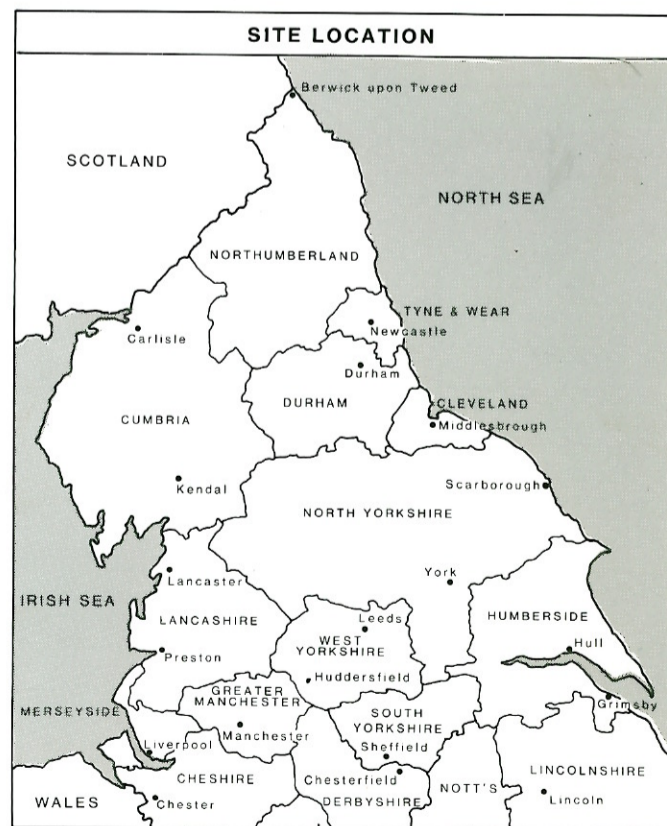 SITE LOCATION
Berwick upon Tweed
SCOTLAND
NORTH SEA
NORTHUMBERLAND
TYNE & WEAR
Newcastle
Carlisle
Durham
DURHAM
CLEVELAND
Middlesbrough
CUMBRIA
Kendal
Scarborough
NORTH YORKSHIRE
Lancaster
York
IRISH SEA
LANCASHIRE
Leeds
HUMBERSIDE
WEST
YORKSHIRE
Hull
Preston
Huddersfield
GREATER
MANCHESTER
Grimsby
MERSEYSIDE
SOUTH
YORKSHIRE
Manchester
Liverpool
Sheffield
CHESHIRE
Chesterfield
LINCOLNSHIRE
NOTT'S
WALES
Chester
DERBYSHIRE
Lincoln